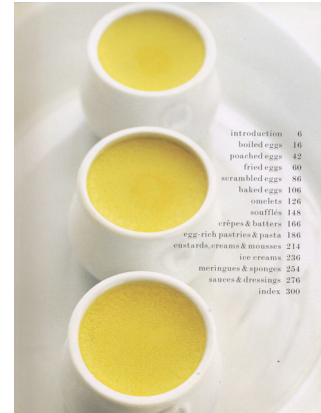 introduction 6
boiled eggs 16
poached eggs 42
fried eggs 60
scrambled eggs 86
baked eggs 106
omelets 126
soufflés 148
crêpes & batters 166
egg-rich pastries & pasta 186
custards, creams & mousses 214
ice creams 236
meringues & sponges 254
sauces & dressings 276
index 300